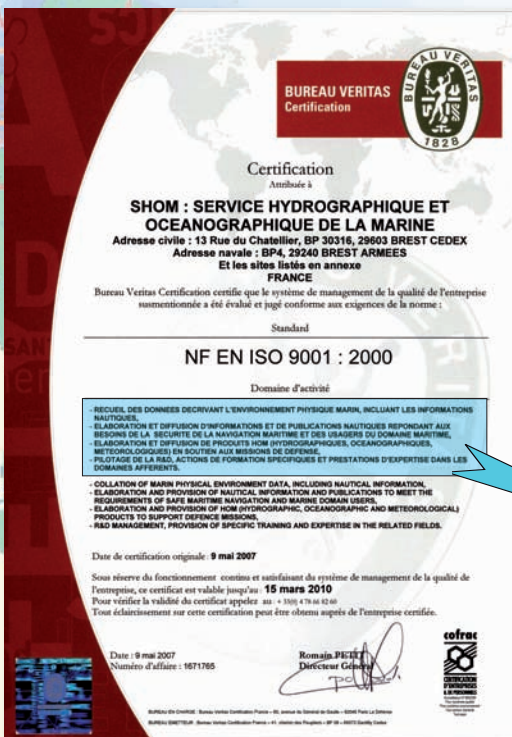 BUREAU VERITAS
Certification
BUREAU VERITAS
1828
Certification
Attribuée à
SHOM : SERVICE HYDROGRAPHIQUE ET
OCEANOGRAPHIQUE DE LA MARINE
Adresse civile : 13 Rue du Chatellier, BP 30316, 29603 BREST CEDEX
Adresse navale : BP4, 29240 BREST ARMEES
Et les sites listés en annexe
FRANCE
Bureau Veritas Certification certifie que le système de management de la qualité de l'entreprise
susmentionnée a été évalué et jugé conforme aux exigences de la norme :
Standard
NF EN ISO 9001 : 2000
Domaine d'activité
- RECUEIL DES DONNEES DECRIVANT L'ENVIRONNEMENT PHYSIQUE MARIN, INCLUANT LES INFORMATIONS
NAUTIQUES,
- ELABORATION ET DIFFUSION D'INFORMATIONS ET DE PUBLICATIONS NAUTIQUES REPONDANT AUX
BESOINS DE LA SECURITE DE LA NAVIGATION MARITIME ET DES USAGERS DU DOMAINE MARITIME,
- ELABORATION ET DIFFUSION DE PRODUITS HOM (HYDROGRAPHIQUES, OCEANOGRAPHIQUES,
METEOROLOGIQUES) EN SOUTIEN AUX MISSIONS DE DEFENSE,
- PILOTAGE DE LA R&D, ACTIONS DE FORMATION SPECIFIQUES ET PRESTATIONS D'EXPERTISE DANS LES
DOMAINES AFFERENTS.
- COLLATION OF MARIN PHYSICAL ENVIRONMENT DATA, INCLUDING NAUTICAL INFORMATION,
- ELABORATION AND PROVISION OF NAUTICAL INFORMATION AND PUBLICATIONS TO MEET THE
REQUIREMENTS OF SAFE MARITIME NAVIGATION AND MARINE DOMAIN USERS,
- ELABORATION AND PROVISION OF HOM (HYDROGRAPHIC, OCEANOGRAPHIC AND METEOROLOGICAL)
PRODUCTS TO SUPPORT DEFENCE MISSIONS,
- R&D MANAGEMENT, PROVISION OF SPECIFIC TRAINING AND EXPERTISE IN THE RELATED FIELDS.
Date de certification originale : 9 mai 2007
Sous réserve du fonctionnement continu et satisfaisant du système de management de la qualité de
l'entreprise, ce certificat est valable jusqu'au : 15 mars 2010
Pour vérifier la validité du certificat appelez au : + 33(0) 4 78 66 82 60
Tout éclaircissement sur cette certification peut être obtenu auprès de l'entreprise certifiée.
Date : 9 mai 2007
Numéro d'affaire : 1671765
Romain PETIT
Directeur Général
cofrac
CERTIFICATION
D'ENTREPRISES
& DE PERSONNELS